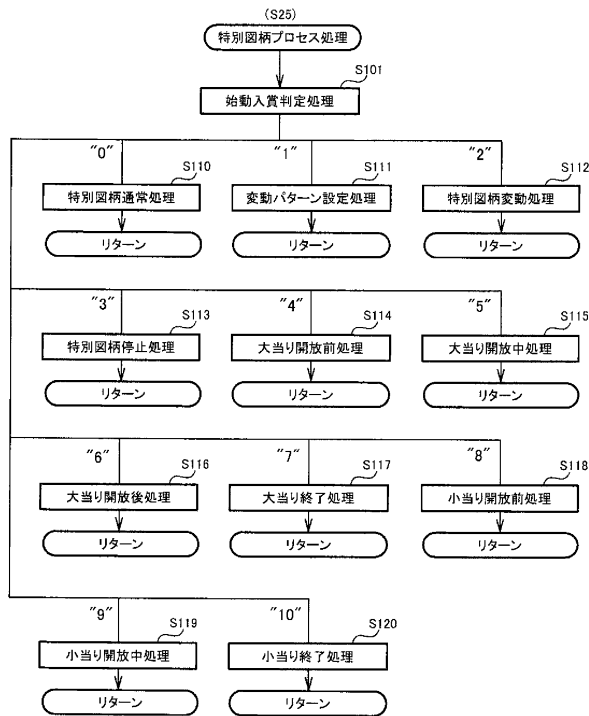 (S25)
特別図柄プロセス処理
S101
始動入賞判定処理
"0"
"1"
"2"
S110
S111
S112
特別図柄通常処理
変動パターン設定処理
特別図柄変動処理
リターン
リターン
リターン
"3"
"4"
"5"
S113
S114
S115
特別図柄停止処理
大当り開放前処理
大当り開放中処理
リターン
リターン
リターン
"6"
"7"
"8"
S116
S117
S118
大当り開放後処理
大当り終了処理
小当り開放前処理
リターン
リターン
リターン
"9"
"10"
S119
S120
小当り開放中処理
小当り終了処理
リターン
リターン